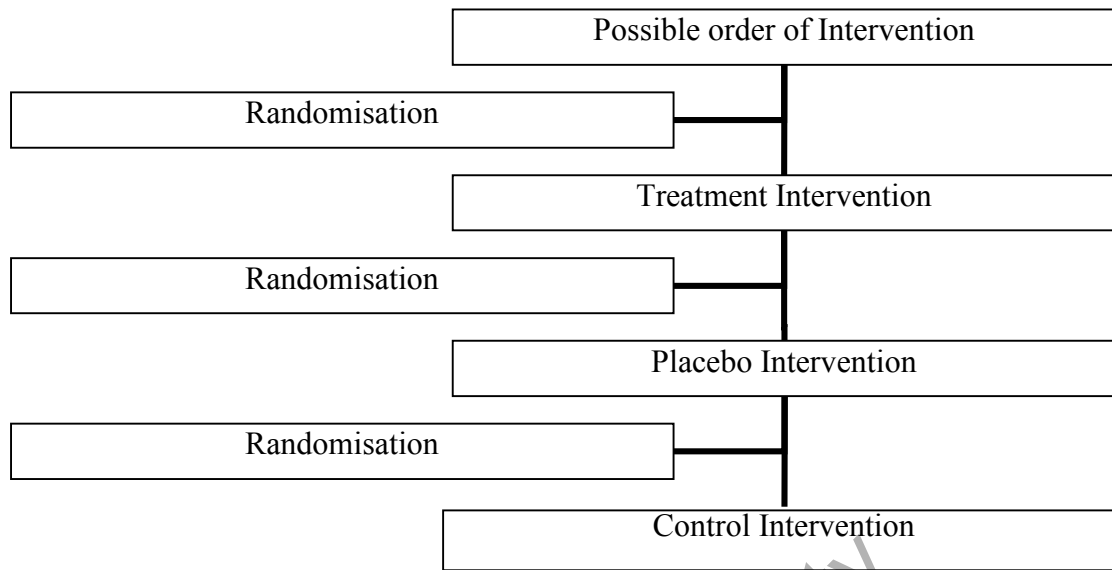 Possible order of Intervention
Randomisation
Treatment Intervention
Randomisation
Placebo Intervention
Randomisation
Control Intervention